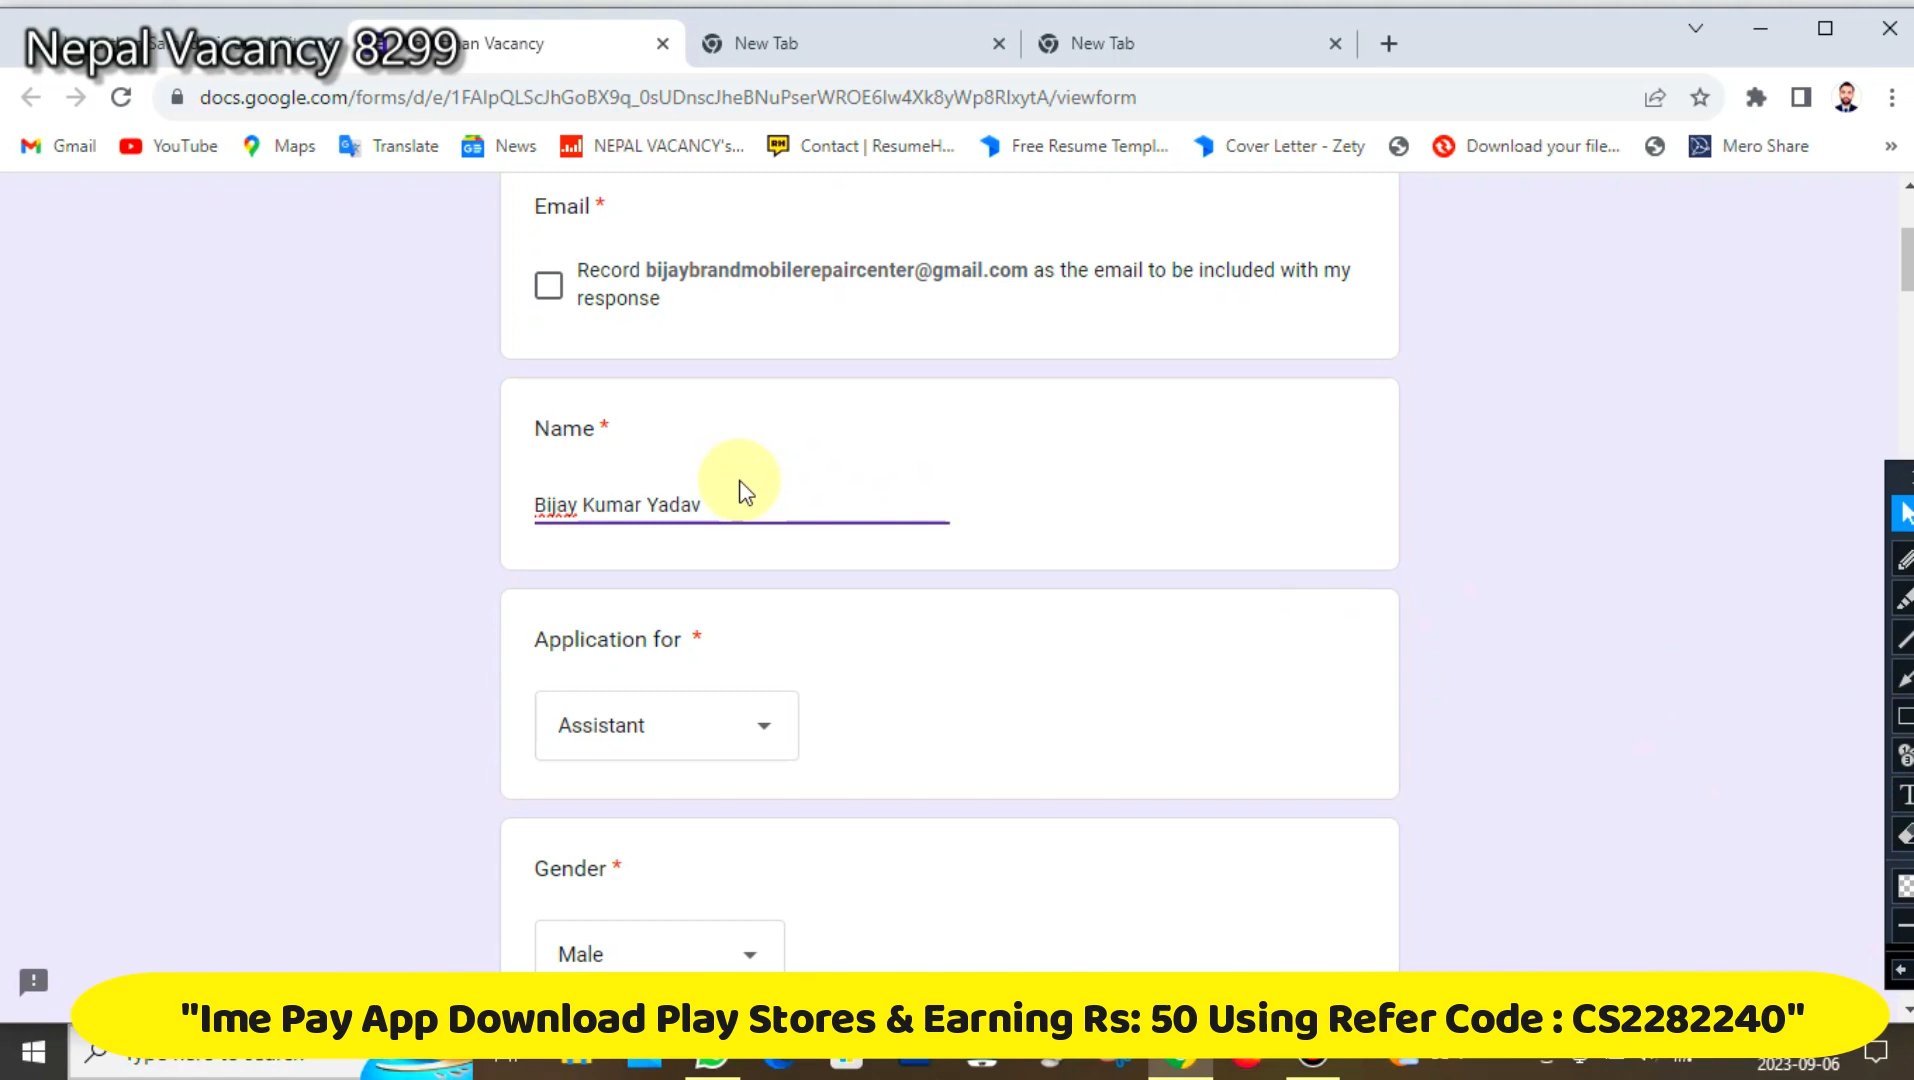 Nepal Vacancy 8299
an Vacancy
New Tab
New Tab
docs.google.com/forms/d/e/1FAIpQLScJhGoBX9q_0sUDnscJheBNuPserWROE6Iw4Xk8yWp8RIxytA/viewform
Gmail
YouTube
Maps
Translate
News
NEPAL VACANCY's...
Contact | ResumeH...
Free Resume Templ...
Cover Letter - Zety
Download your file...
Mero Share
Email *
Record bijaybrandmobilerepaircenter@gmail.com as the email to be included with my
response
Name *
Bijay Kumar Yadav
Application for *
Assistant
Gender *
Male
"Ime Pay App Download Play Stores & Earning Rs: 50 Using Refer Code : CS2282240"
2023-09-06